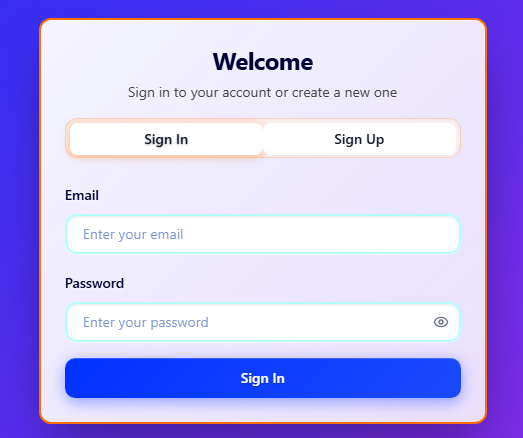 Welcome
Sign in to your account or create a new one
Sign In Sign Up
Email
Enter your email
Password
Enter your password
Sign In